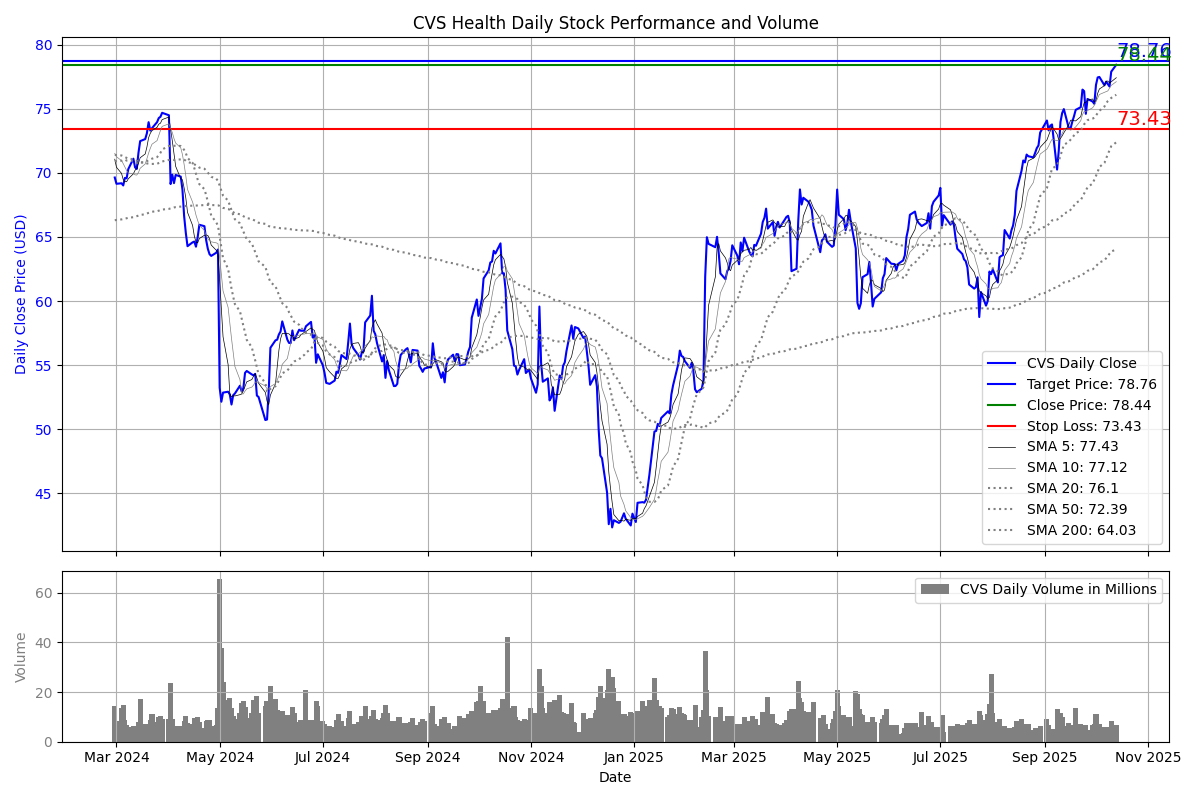 CVS Health Daily Stock Performance and Volume
80
75
70
65
60
55
50
45
Daily Close Price (USD)
78.76
78.44
73.43
CVS Daily Close
Target Price: 78.76
Close Price: 78.44
Stop Loss: 73.43
SMA 5: 77.43
SMA 10: 77.12
SMA 20: 76.1
SMA 50: 72.39
SMA 200: 64.03
60
40
20
0
Volume
CVS Daily Volume in Millions
Mar 2024 May 2024 Jul 2024 Sep 2024 Nov 2024 Jan 2025 Mar 2025 May 2025 Jul 2025 Sep 2025 Nov 2025
Date